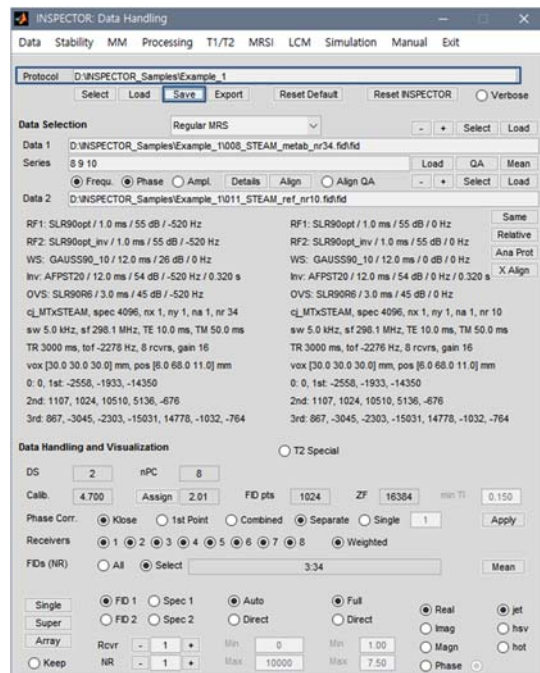 INSPECTOR: Data Handling
Data Stability MM Processing T1/T2 MRSI LCM Simulation Manual Exit
Protocol D:\INSPECTOR_Samples\Example_1
Select Load Save Export Reset Default Reset INSPECTOR Verbose
Data Selection Regular MRS - + Select Load
Data 1 D:\INSPECTOR_Samples\Example_1\008_STEAM_metab_nr34.fid\fid
Series 8 9 10 Load QA Mean
Frequ. Phase Ampl. Details Align Align QA - + Select Load
Data 2 D:\INSPECTOR_Samples\Example_1\011_STEAM_ref_nr10.fid\fid
RF1: SLR90opt / 1.0 ms / 55 dB / -520 Hz RF1: SLR90opt / 1.0 ms / 55 dB / 0 Hz Same
RF2: SLR90opt_inv / 1.0 ms / 55 dB / -520 Hz RF2: SLR90opt_inv / 1.0 ms / 55 dB / 0 Hz Relative
WS: GAUSS90_10 / 12.0 ms / 26 dB / 0 Hz WS: GAUSS90_10 / 12.0 ms / 0 dB / 0 Hz Ana Prot
Inv: AFPST20 / 12.0 ms / 54 dB / -520 Hz / 0.320 s Inv: AFPST20 / 12.0 ms / 54 dB / 0 Hz / 0.320 s X Align
OVS: SLR90R6 / 3.0 ms / 45 dB / -520 Hz OVS: SLR90R6 / 3.0 ms / 45 dB / 0 Hz
cj_MTxSTEAM, spec 4096, nx 1, ny 1, na 1, nr 34 cj_MTxSTEAM, spec 4096, nx 1, ny 1, na 1, nr 10
sw 5.0 kHz, sf 298.1 MHz, TE 10.0 ms, TM 50.0 ms sw 5.0 kHz, sf 298.1 MHz, TE 10.0 ms, TM 50.0 ms
TR 3000 ms, tof -2278 Hz, 8 rcvrs, gain 16 TR 3000 ms, tof -2276 Hz, 8 rcvrs, gain 16
vox [30.0 30.0 30.0] mm, pos [6.0 68.0 11.0] mm vox [30.0 30.0 30.0] mm, pos [6.0 68.0 11.0] mm
0: 0, 1st: -2558, -1933, -14350 0: 0, 1st: -2558, -1933, -14350
2nd: 1107, 1024, 10510, 5136, -676 2nd: 1107, 1024, 10510, 5136, -676
3rd: 867, -3045, -2303, -15031, 14778, -1032, -764 3rd: 867, -3045, -2303, -15031, 14778, -1032, -764
Data Handling and Visualization T2 Special
DS 2 nPC 8
Calib. 4.700 Assign 2.01 FID pts 1024 ZF 16384 min TI 0.150
Phase Corr. Klose 1st Point Combined Separate Single 1 Apply
Receivers 1 2 3 4 5 6 7 8 Weighted
FIDs (NR) All Select 3:34 Mean
Single FID 1 Spec 1 Auto Full Real jet
Super FID 2 Spec 2 Direct Direct Imag hsv
Array Rcvr - 1 + Min 0 Min 1.00 Magn hot
Keep NR - 1 + Max 10000 Max 7.50 Phase